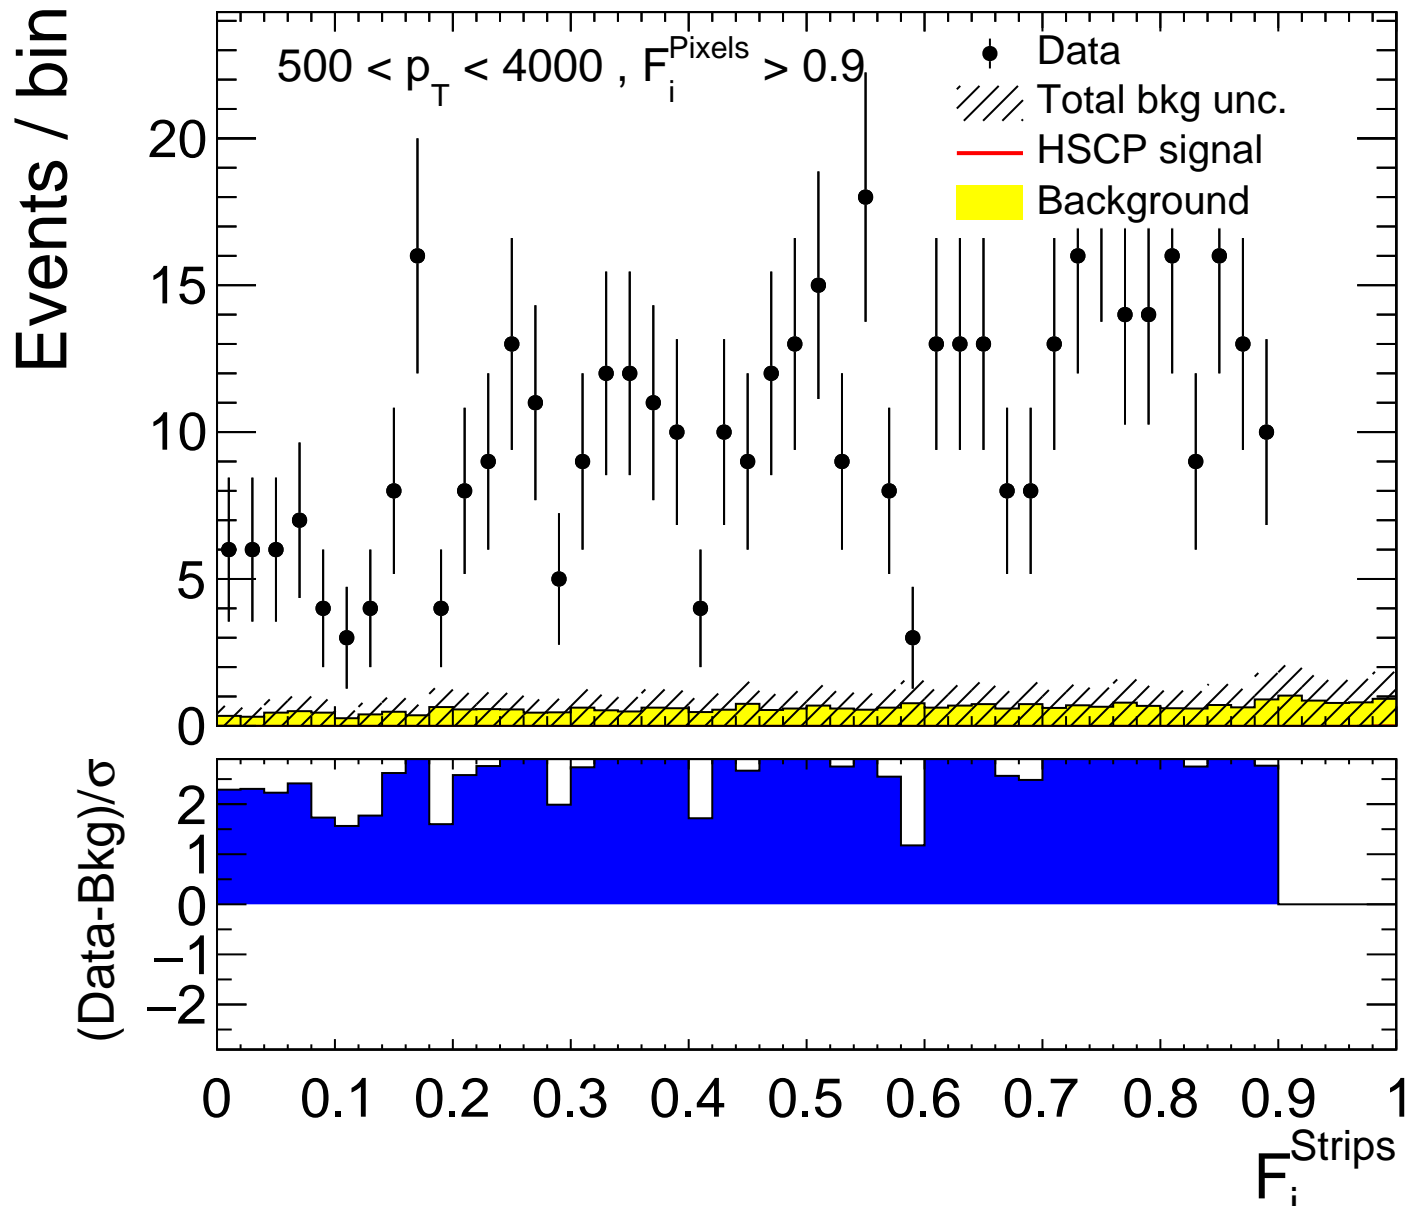 Events / bin
500 < p_T < 4000 , F_i^Pixels > 0.9
Data
Total bkg unc.
HSCP signal
Background
20
15
10
5
0
(Data-Bkg)/σ
2
1
0
−1
−2
0 0.1 0.2 0.3 0.4 0.5 0.6 0.7 0.8 0.9 1
F_i^Strips